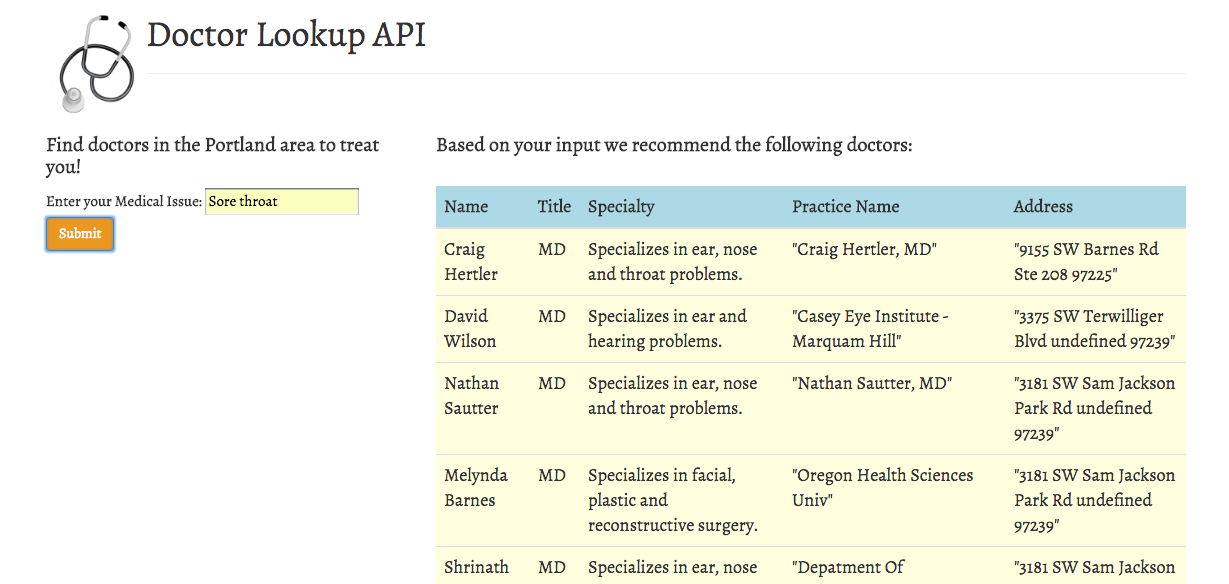 Doctor Lookup API
Find doctors in the Portland area to treat
you!
Enter your Medical Issue: Sore throat
Submit
Based on your input we recommend the following doctors:
Name Title Specialty Practice Name Address
Craig MD Specializes in ear, nose "Craig Hertler, MD" "9155 SW Barnes Rd
Hertler and throat problems. Ste 208 97225"
David MD Specializes in ear and "Casey Eye Institute - "3375 SW Terwilliger
Wilson hearing problems. Marquam Hill" Blvd undefined 97239"
Nathan MD Specializes in ear, nose "Nathan Sautter, MD" "3181 SW Sam Jackson
Sautter and throat problems. Park Rd undefined
97239"
Melynda MD Specializes in facial, "Oregon Health Sciences "3181 SW Sam Jackson
Barnes plastic and Univ" Park Rd undefined
reconstructive surgery. 97239"
Shrinath MD Specializes in ear, nose "Depatment Of "3181 SW Sam Jackson